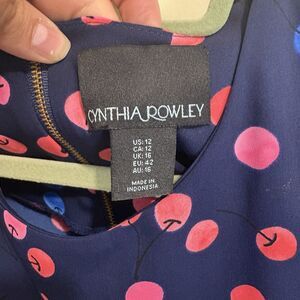 CYNTHIA ROWLEY
US: 12
CA: 12
UK: 16
EU: 42
AU: 16
MADE IN
INDONESIA